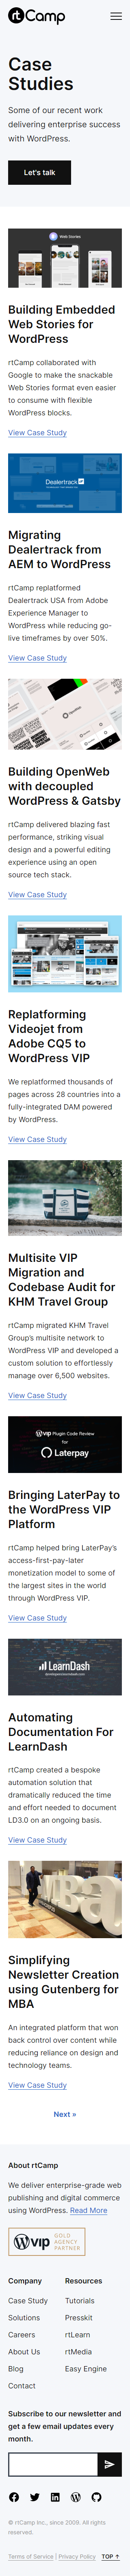 rtCamp
Case
Studies
Some of our recent work
delivering enterprise success
with WordPress.
Let's talk
Web Stories
Building Embedded
Web Stories for
WordPress
rtCamp collaborated with
Google to make the snackable
Web Stories format even easier
to consume with flexible
WordPress blocks.
View Case Study
Dealertrack
Migrating
Dealertrack from
AEM to WordPress
rtCamp replatformed
Dealertrack USA from Adobe
Experience Manager to
WordPress while reducing go-
live timeframes by over 50%.
View Case Study
Building OpenWeb
with decoupled
WordPress & Gatsby
rtCamp delivered blazing fast
performance, striking visual
design and a powerful editing
experience using an open
source tech stack.
View Case Study
Replatforming
Videojet from
Adobe CQ5 to
WordPress VIP
We replatformed thousands of
pages across 28 countries into a
fully-integrated DAM powered
by WordPress.
View Case Study
Multisite VIP
Migration and
Codebase Audit for
KHM Travel Group
rtCamp migrated KHM Travel
Group's multisite network to
WordPress VIP and developed a
custom solution to effortlessly
manage over 6,500 websites.
View Case Study
vip Plugin Code Review
for
Laterpay
Bringing LaterPay to
the WordPress VIP
Platform
rtCamp helped bring LaterPay's
access-first-pay-later
monetization model to some of
the largest sites in the world
through WordPress VIP.
View Case Study
LearnDash
Automating
Documentation For
LearnDash
rtCamp created a bespoke
automation solution that
dramatically reduced the time
and effort needed to document
LD3.0 on an ongoing basis.
View Case Study
Simplifying
Newsletter Creation
using Gutenberg for
MBA
An integrated platform that won
back control over content while
reducing reliance on design and
technology teams.
View Case Study
Next »
About rtCamp
We deliver enterprise-grade web
publishing and digital commerce
using WordPress. Read More
vip GOLD
AGENCY
PARTNER
Company
Case Study
Solutions
Careers
About Us
Blog
Contact
Resources
Tutorials
Presskit
rtLearn
rtMedia
Easy Engine
Subscribe to our newsletter and
get a few email updates every
month.
© rtCamp Inc., since 2009. All rights
reserved.
Terms of Service | Privacy Policy TOP ↑